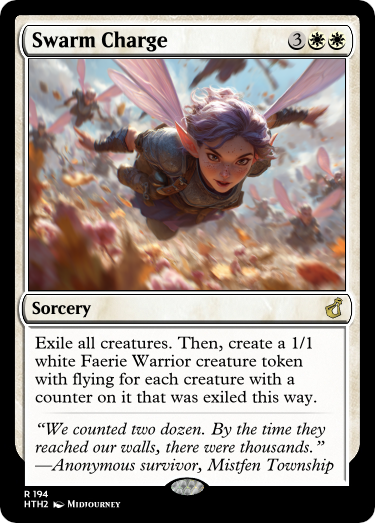 Swarm Charge 3
Sorcery
Exile all creatures. Then, create a 1/1
white Faerie Warrior creature token
with flying for each creature with a
counter on it that was exiled this way.
“We counted two dozen. By the time they
reached our walls, there were thousands.”
—Anonymous survivor, Mistfen Township
R 194
HTH2 Midjourney